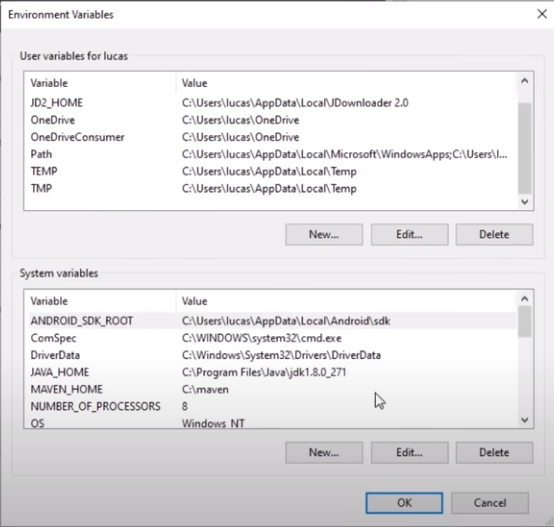 Environment Variables
User variables for lucas
Variable Value
JD2_HOME C:\Users\lucas\AppData\Local\JDownloader 2.0
OneDrive C:\Users\lucas\OneDrive
OneDriveConsumer C:\Users\lucas\OneDrive
Path C:\Users\lucas\AppData\Local\Microsoft\WindowsApps;C:\Users\l...
TEMP C:\Users\lucas\AppData\Local\Temp
TMP C:\Users\lucas\AppData\Local\Temp
New... Edit... Delete
System variables
Variable Value
ANDROID_SDK_ROOT C:\Users\lucas\AppData\Local\Android\sdk
ComSpec C:\WINDOWS\system32\cmd.exe
DriverData C:\Windows\System32\Drivers\DriverData
JAVA_HOME C:\Program Files\Java\jdk1.8.0_271
MAVEN_HOME C:\maven
NUMBER_OF_PROCESSORS 8
OS Windows_NT
New... Edit... Delete
OK Cancel